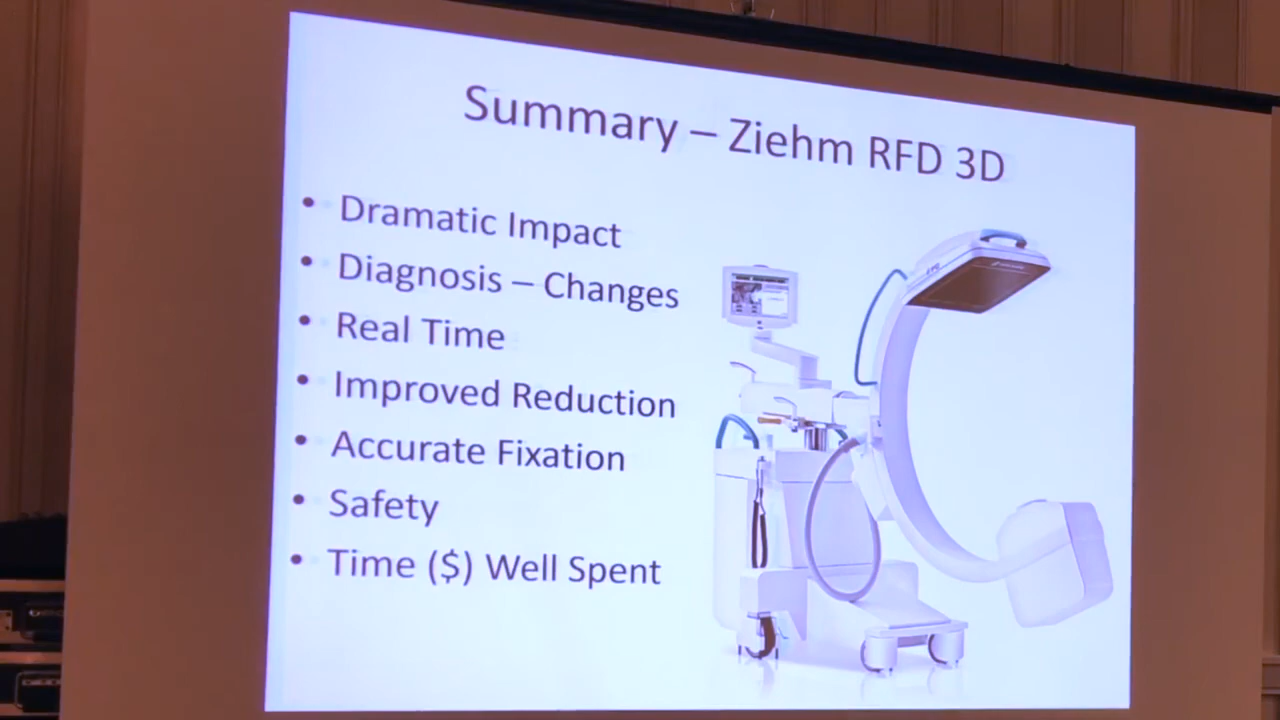 Summary – Ziehm RFD 3D
• Dramatic Impact
• Diagnosis – Changes
• Real Time
• Improved Reduction
• Accurate Fixation
• Safety
• Time ($) Well Spent